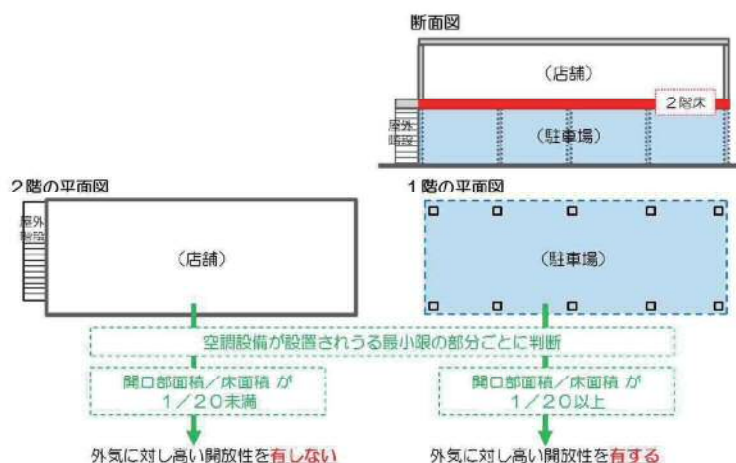 断面図
（店舗）
２階床
屋外
階段
（駐車場）
２階の平面図
１階の平面図
屋外
階段
（店舗）
（駐車場）
空調設備が設置されうる最小限の部分ごとに判断
開口部面積／床面積 が
１／２０未満
開口部面積／床面積 が
１／２０以上
外気に対し高い開放性を有しない
外気に対し高い開放性を有する